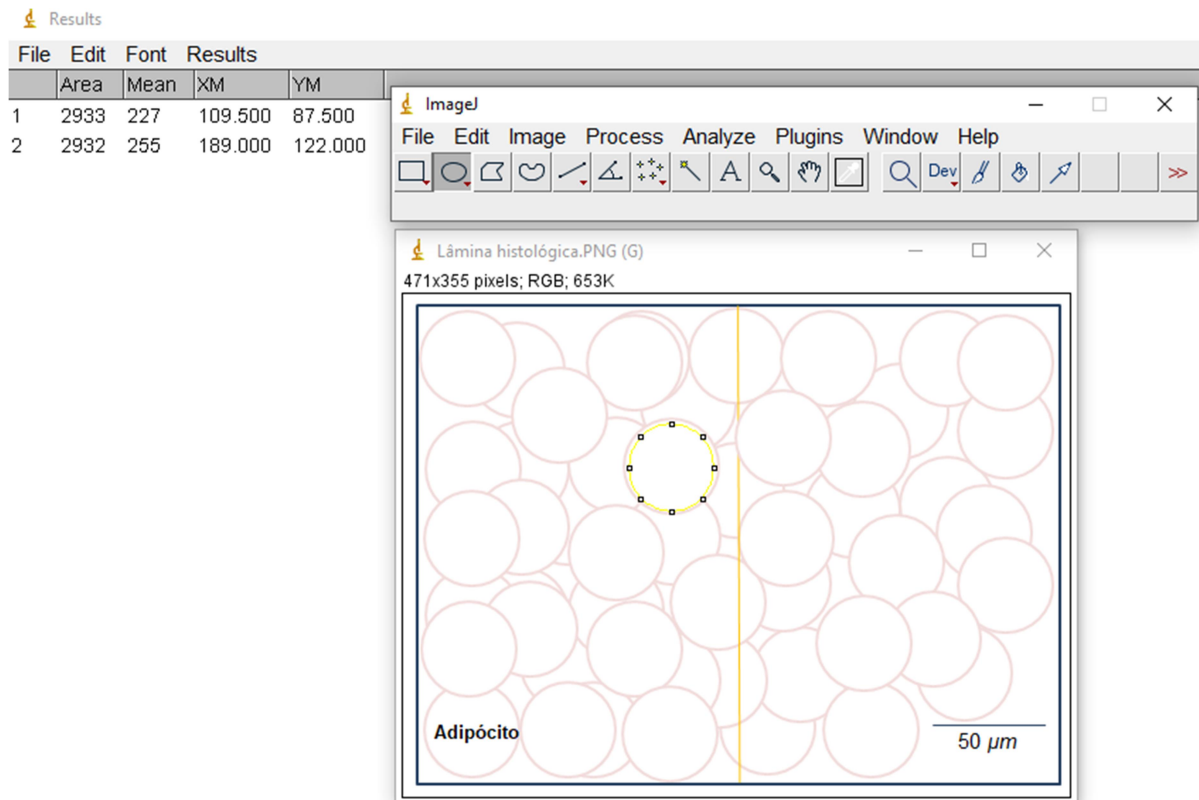 Results
File Edit Font Results
Area Mean XM YM
1 2933 227 109.500 87.500
2 2932 255 189.000 122.000
ImageJ
File Edit Image Process Analyze Plugins Window Help
A Dev >>
Lâmina histológica.PNG (G)
471x355 pixels; RGB; 653K
Adipócito
50 µm